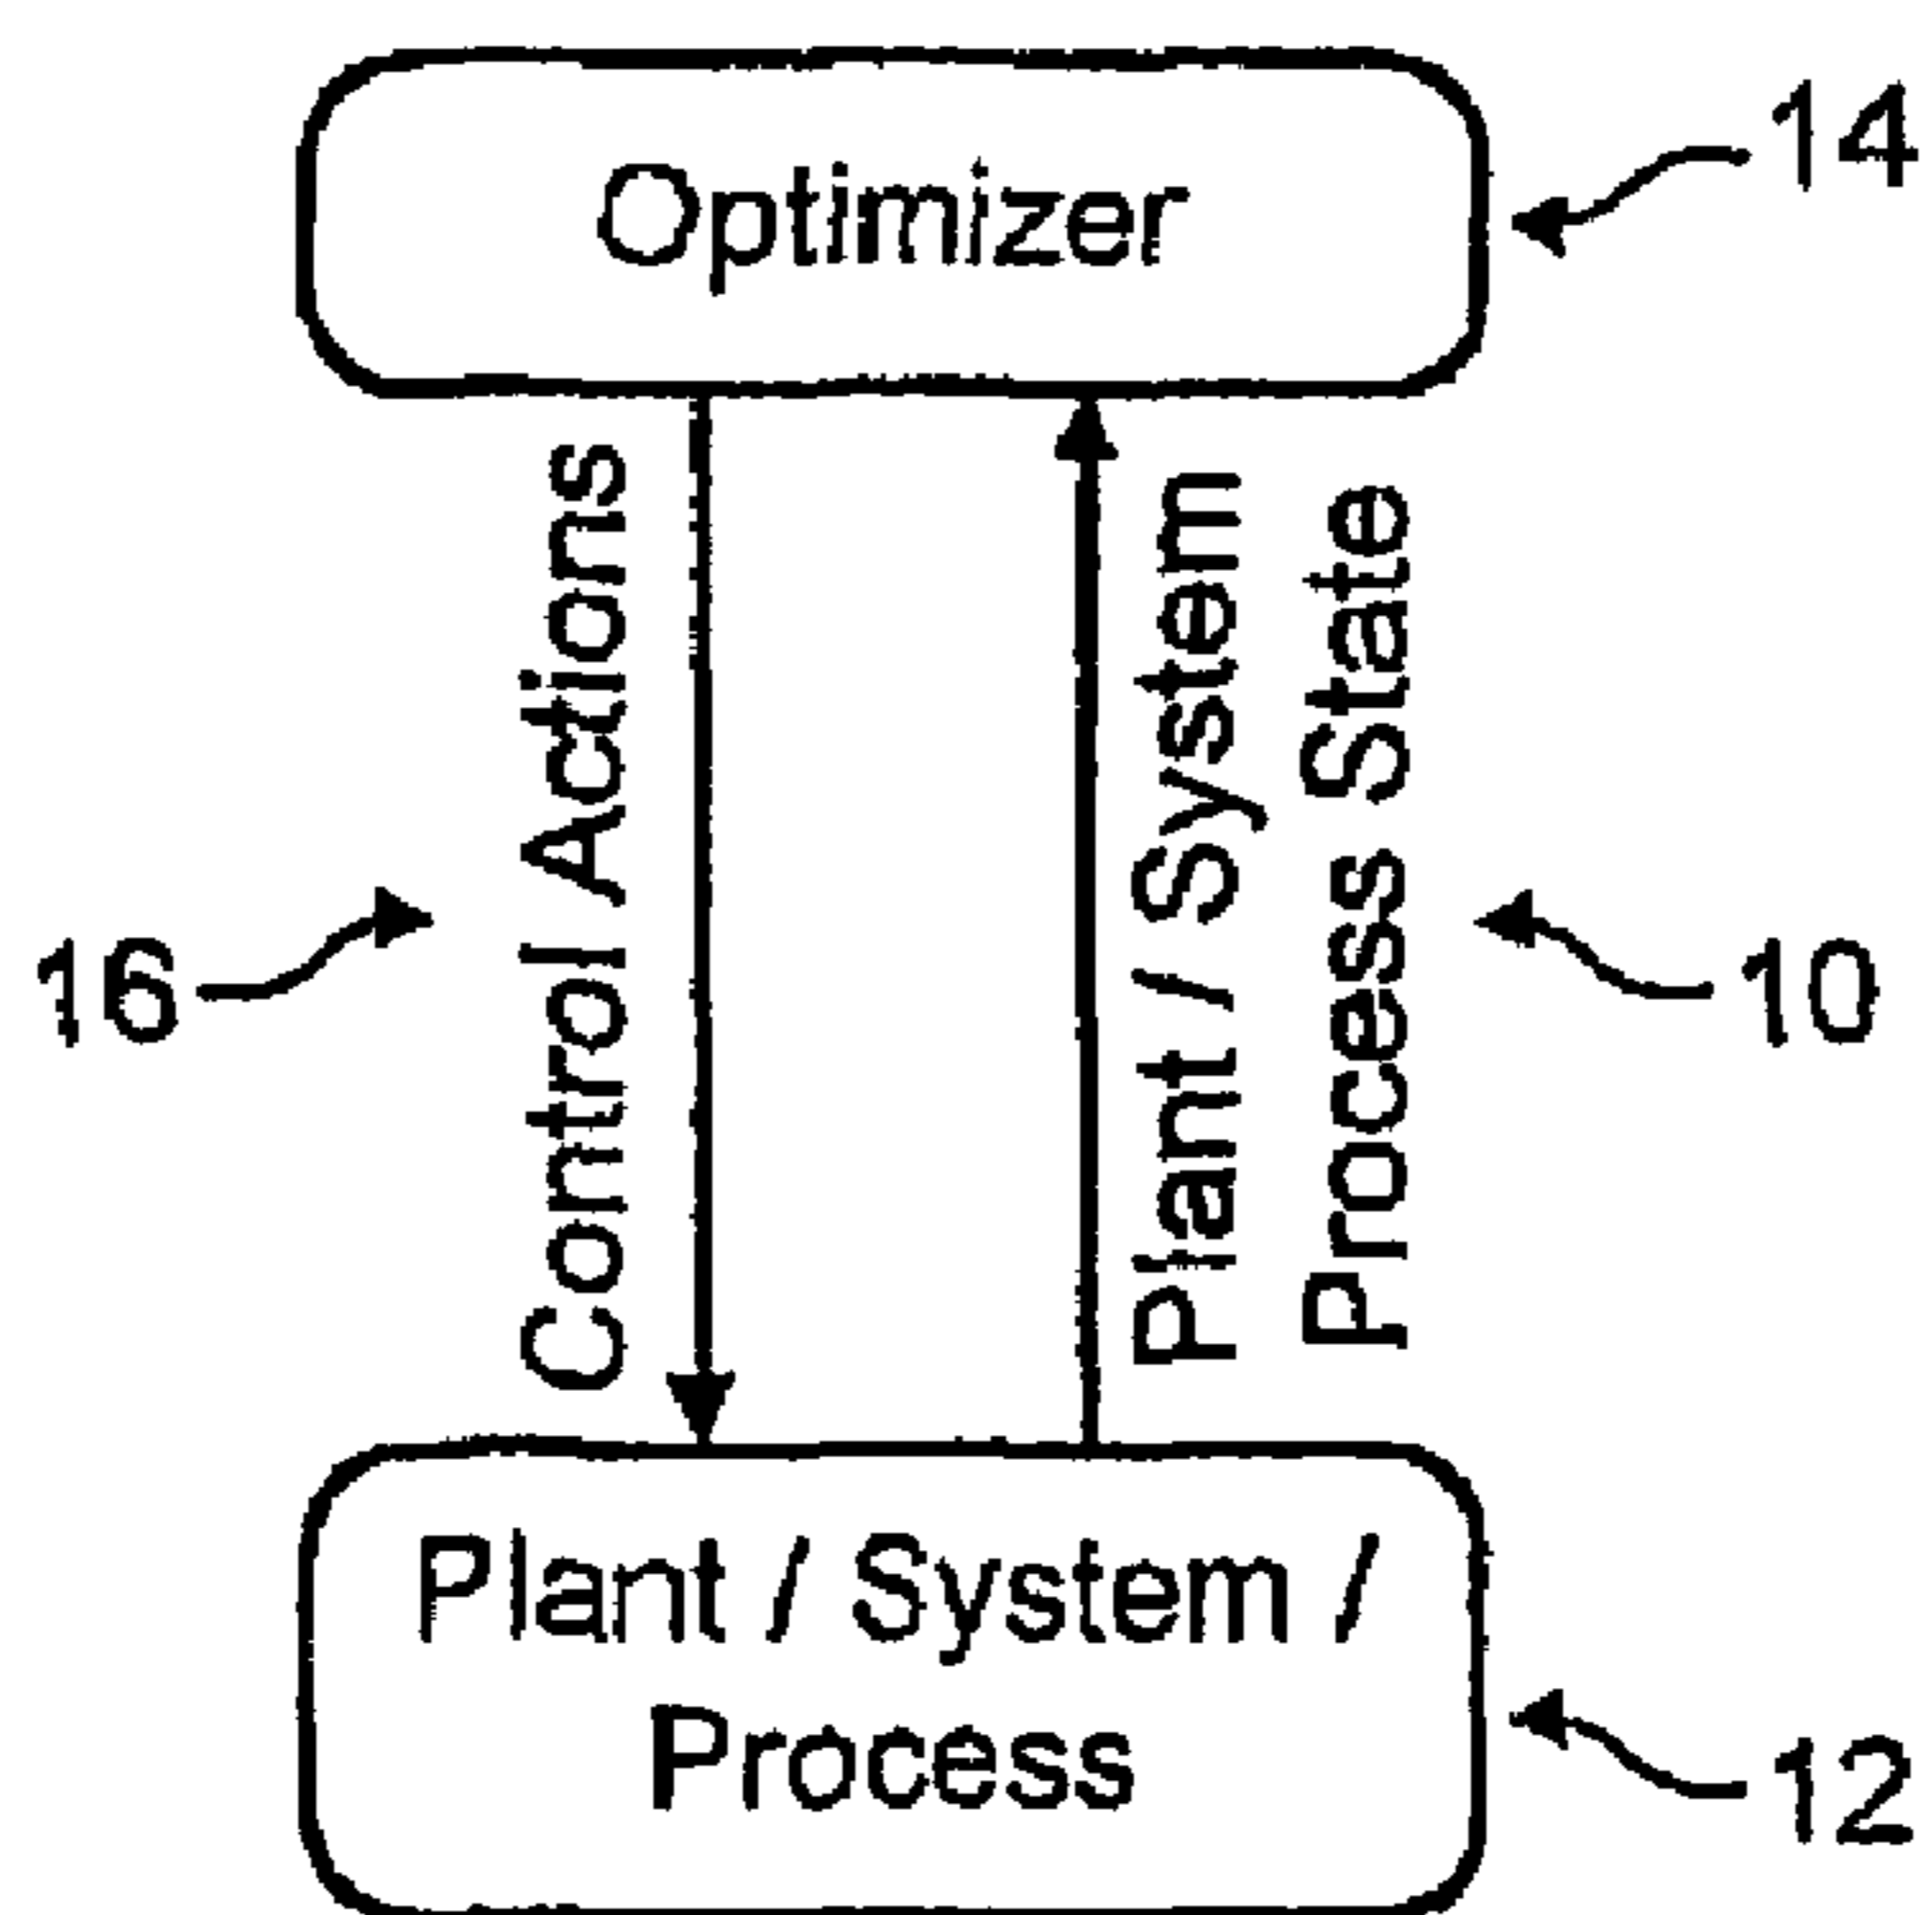 Optimizer
14
Control Actions
Plant / System
Process State
16
10
Plant / System /
Process
12